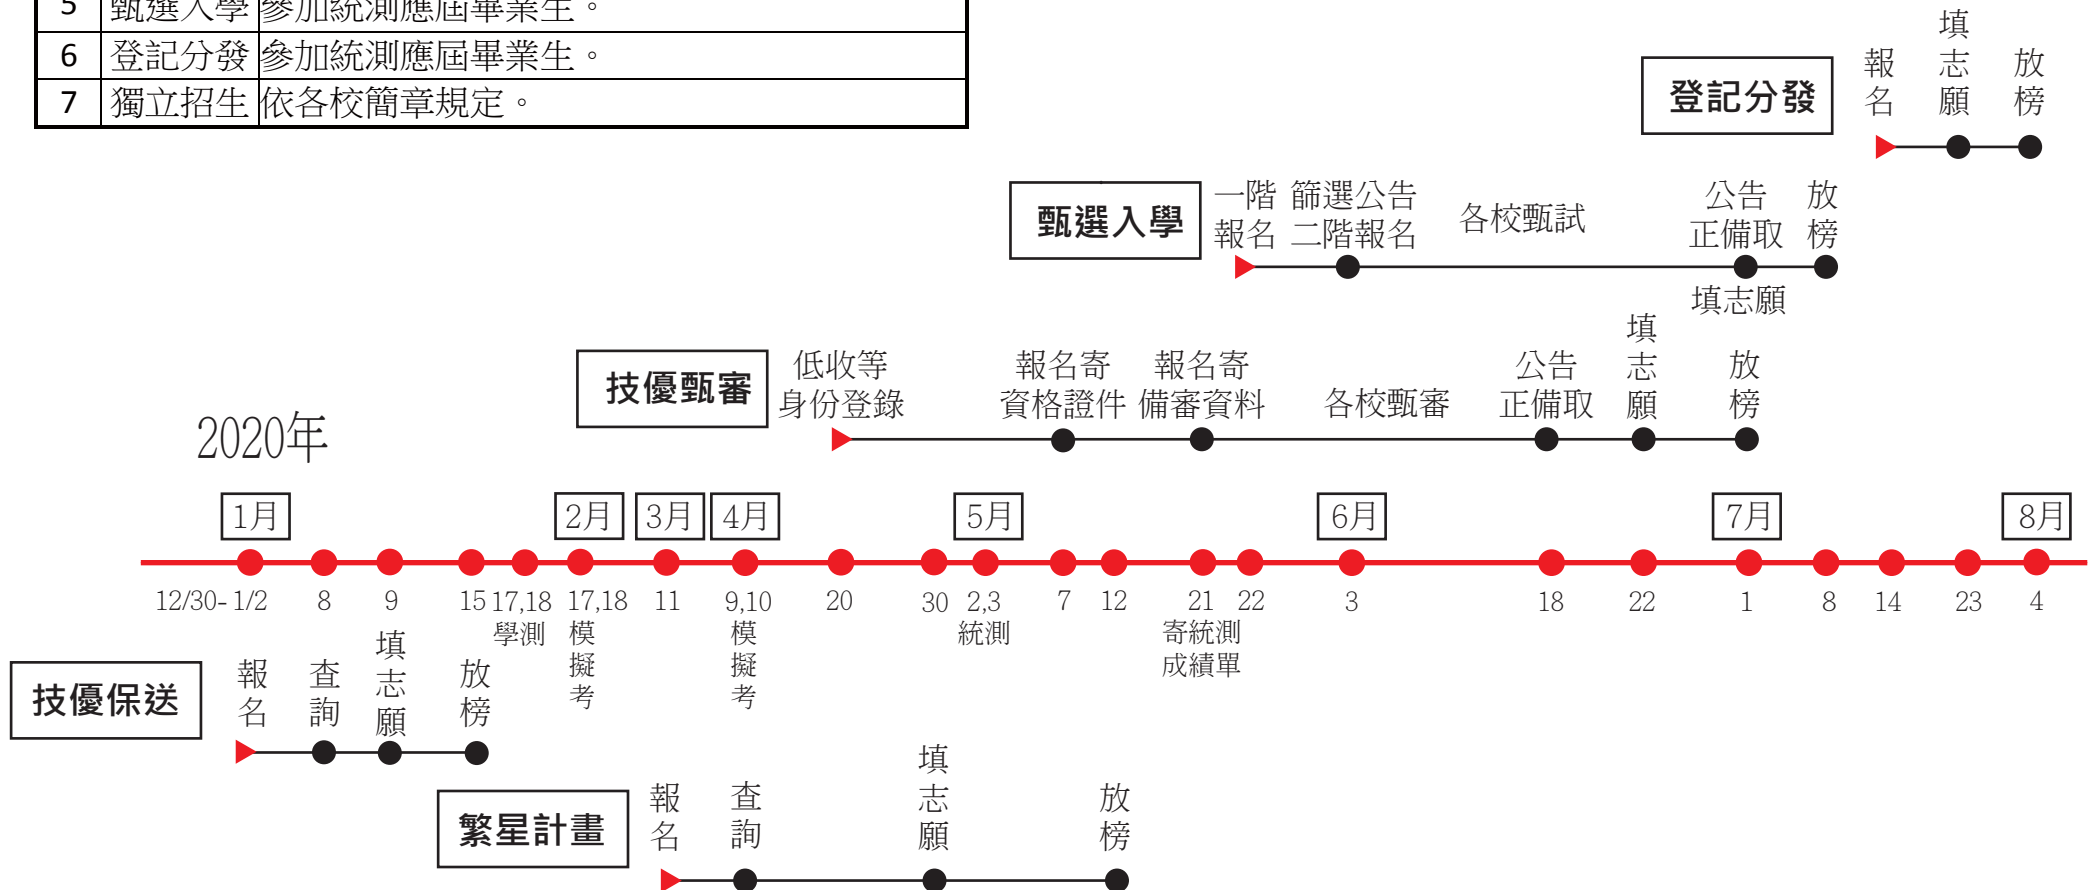 5 甄選入學 參加統測應屆畢業生。
6 登記分發 參加統測應屆畢業生。
7 獨立招生 依各校簡章規定。
登記分發
報名
填志願
放榜
甄選入學
一階
報名
篩選公告
二階報名
各校甄試
公告
正備取
填志願
放榜
技優甄審
低收等
身份登錄
報名寄
資格證件
報名寄
備審資料
各校甄審
公告
正備取
填志願
放榜
2020年
1月 2月 3月 4月 5月 6月 7月 8月
12/30-1/2 8 9 15 17,18 17,18 11 9,10 20 30 2,3 7 12 21 22 3 18 22 1 8 14 23 4
學測
模擬考
模擬考
統測
寄統測
成績單
技優保送
報名
查詢
填志願
放榜
繁星計畫
報名
查詢
填志願
放榜